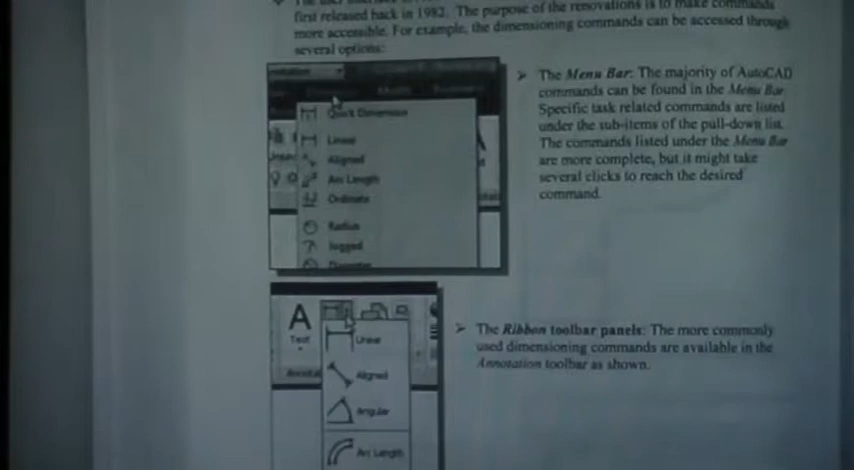 first released back in 1982. The purpose of the renovations is to make commands
more accessible. For example, the dimensioning commands can be accessed through
several options:
➢ The Menu Bar: The majority of AutoCAD
commands can be found in the Menu Bar.
Specific task related commands are listed
under the sub-items of the pull-down list.
The commands listed under the Menu Bar
are more complete, but it might take
several clicks to reach the desired
command.
Quick Dimension
Linear
Aligned
Arc Length
Ordinate
Radius
Jogged
Diameter
➢ The Ribbon toolbar panels: The more commonly
used dimensioning commands are available in the
Annotation toolbar as shown.
A
Text
Linear
Aligned
Angular
Arc Length